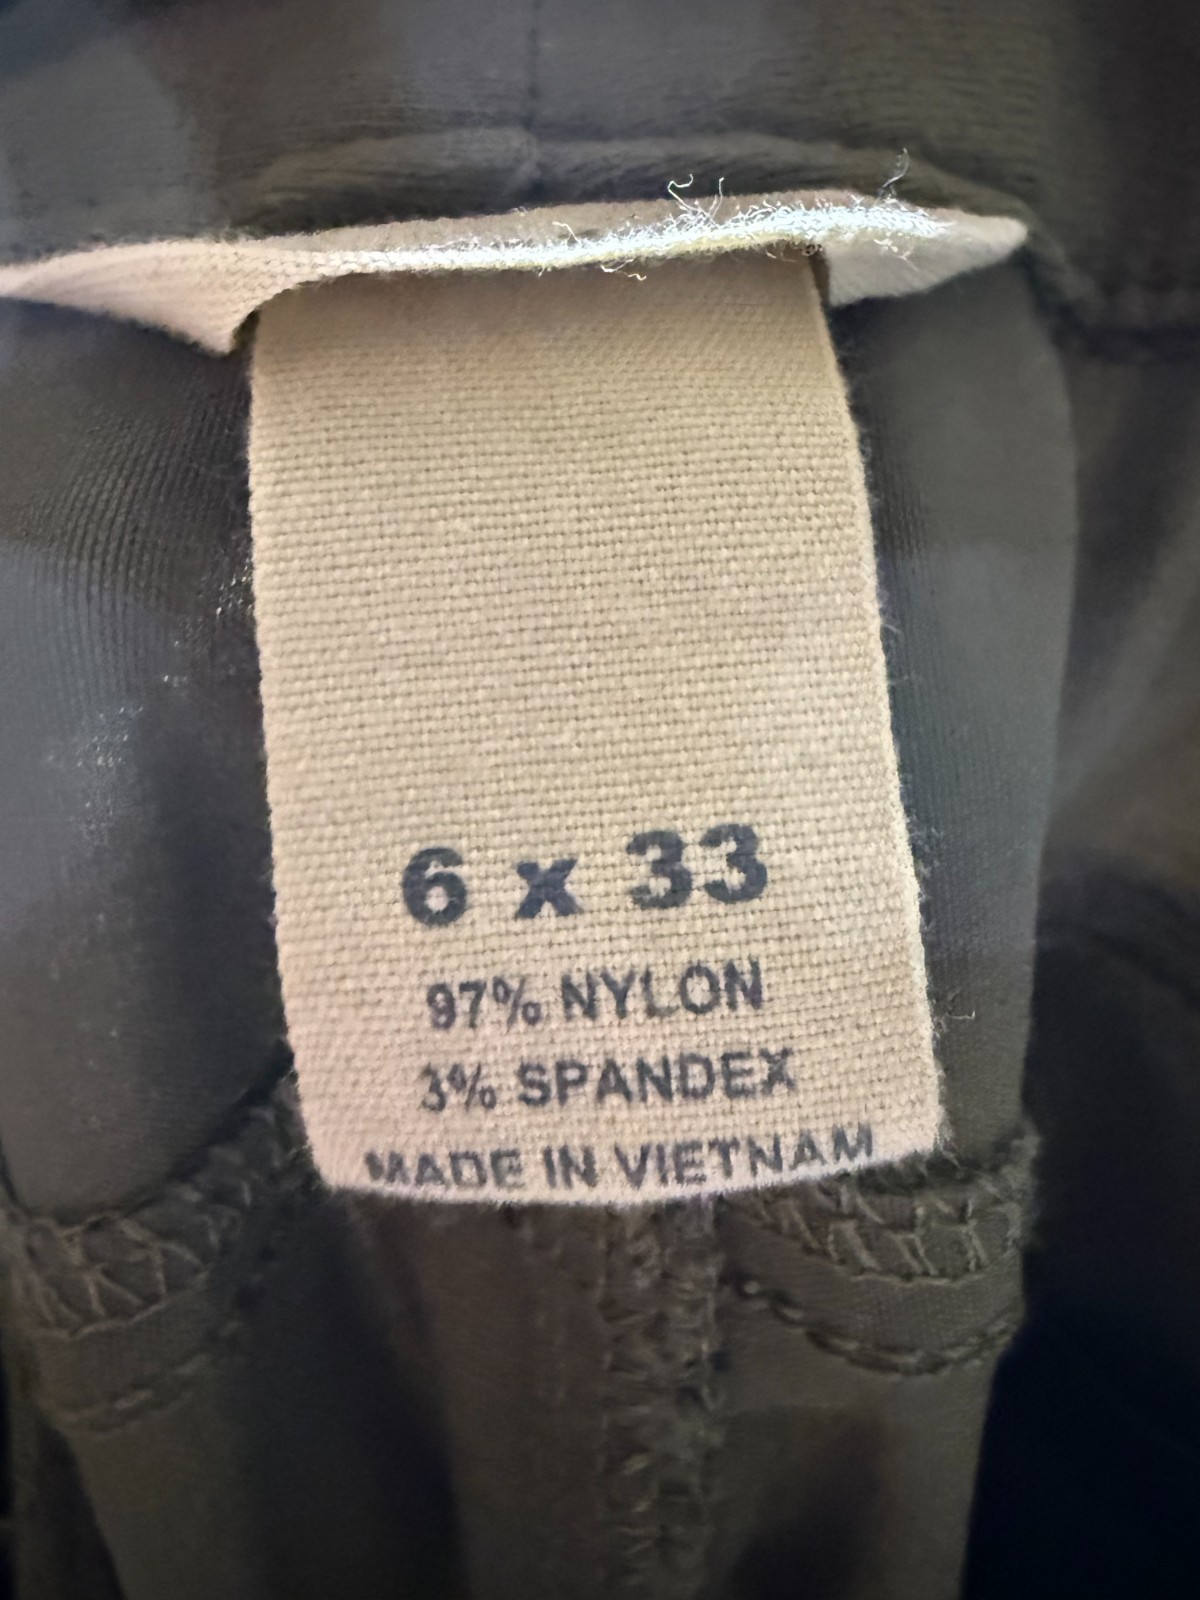 6 x 33
97% NYLON
3% SPANDEX
MADE IN VIETNAM